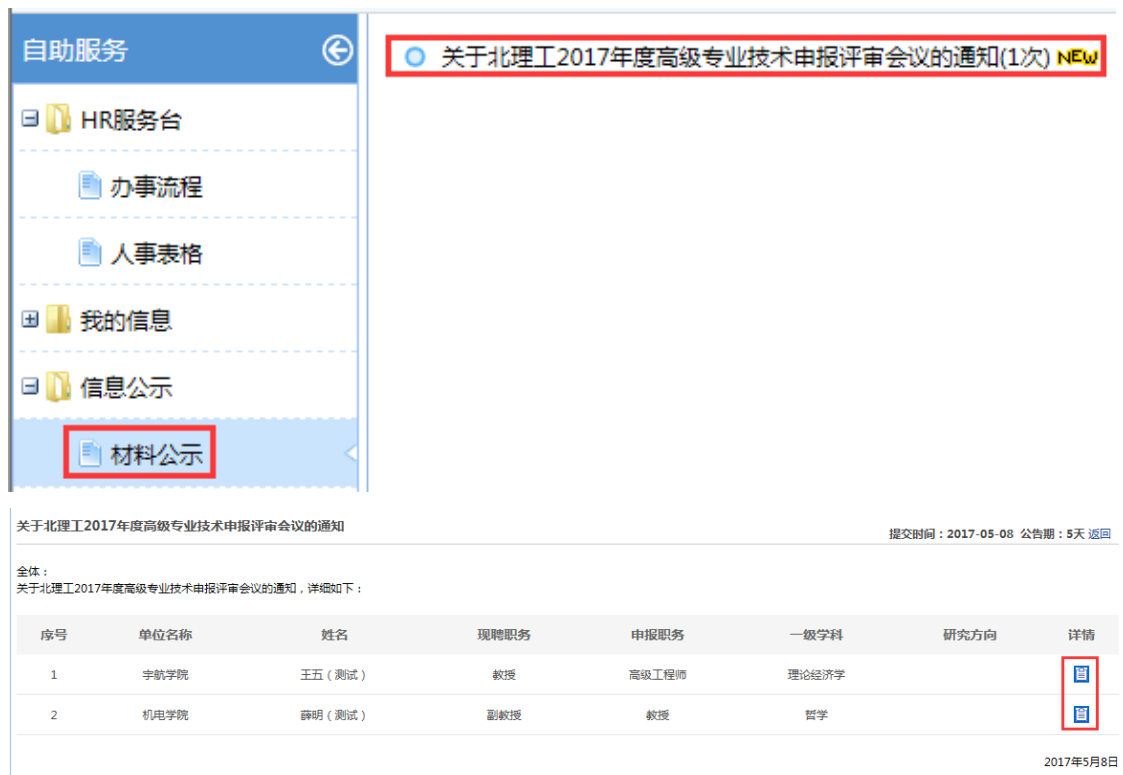 自助服务
关于北理工2017年度高级专业技术申报评审会议的通知(1次) NEW
HR服务台
办事流程
人事表格
我的信息
信息公示
材料公示
关于北理工2017年度高级专业技术申报评审会议的通知
提交时间：2017-05-08 公告期：5天 返回
全体：
关于北理工2017年度高级专业技术申报评审会议的通知，详细如下：
序号 单位名称 姓名 现聘职务 申报职务 一级学科 研究方向 详情
1 宇航学院 王五（测试） 教授 高级工程师 理论经济学
2 机电学院 薛明（测试） 副教授 教授 哲学
2017年5月8日